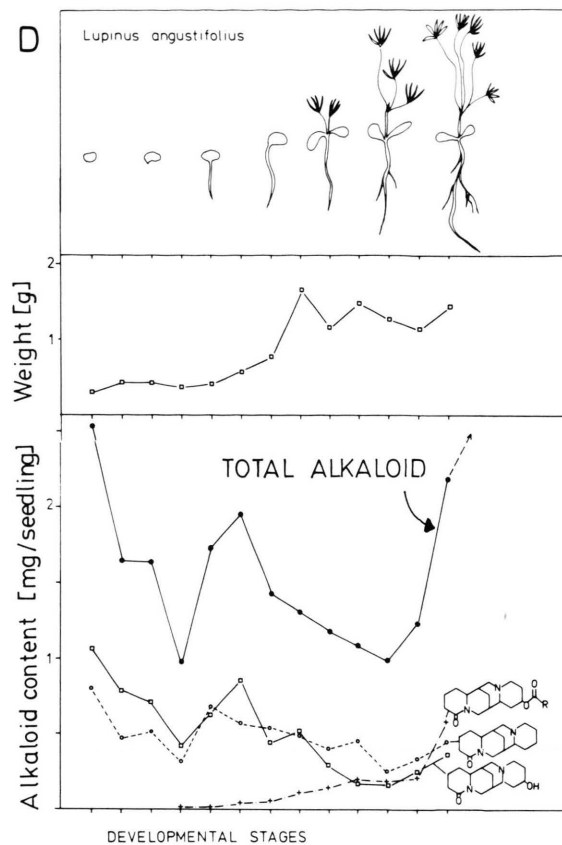 D
Lupinus angustifolius
Weight [g]
2
1
Alkaloid content [mg/seedling]
2
1
TOTAL ALKALOID
N
N
O
O
C
O
R
N
N
O
N
N
O
OH
DEVELOPMENTAL STAGES